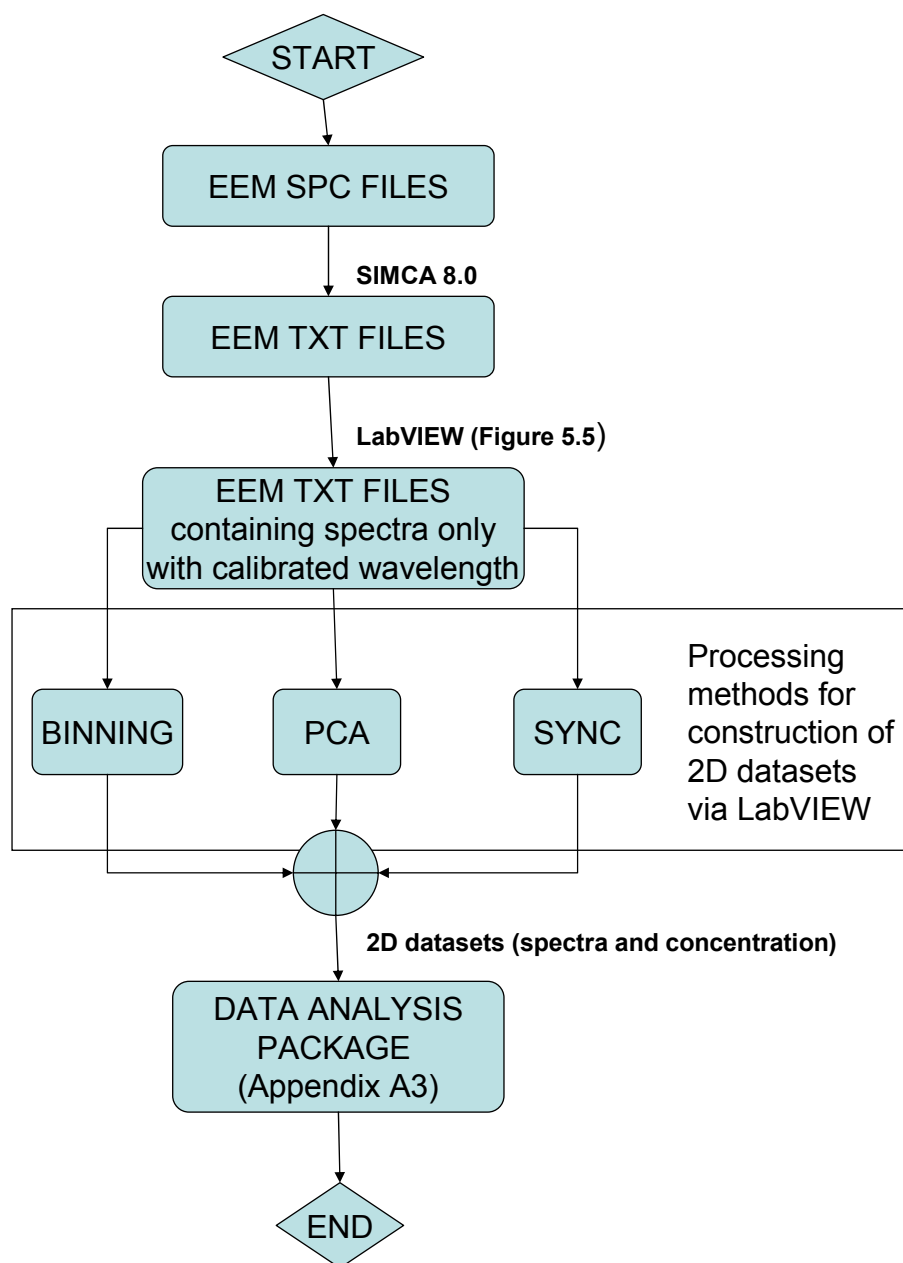 START
EEM SPC FILES
SIMCA 8.0
EEM TXT FILES
LabVIEW (Figure 5.5)
EEM TXT FILES
containing spectra only
with calibrated wavelength
Processing
methods for
construction of
2D datasets
via LabVIEW
BINNING
PCA
SYNC
2D datasets (spectra and concentration)
DATA ANALYSIS
PACKAGE
(Appendix A3)
END